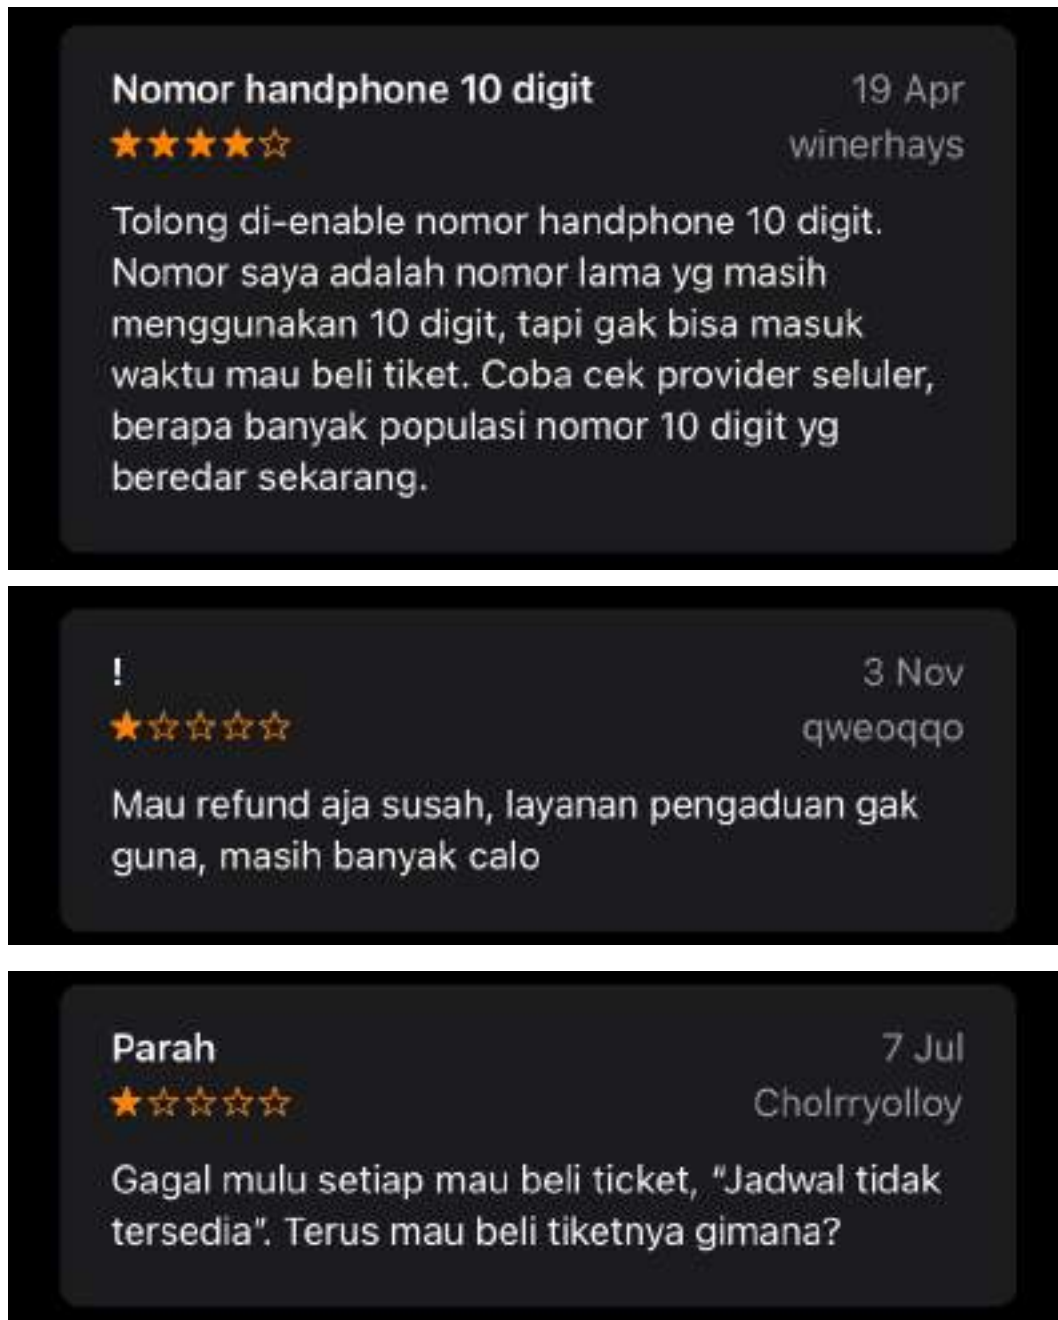 Nomor handphone 10 digit
19 Apr
winerhays
Tolong di-enable nomor handphone 10 digit.
Nomor saya adalah nomor lama yg masih
menggunakan 10 digit, tapi gak bisa masuk
waktu mau beli tiket. Coba cek provider seluler,
berapa banyak populasi nomor 10 digit yg
beredar sekarang.
!
3 Nov
qweoqqo
Mau refund aja susah, layanan pengaduan gak
guna, masih banyak calo
Parah
7 Jul
Cholrryolloy
Gagal mulu setiap mau beli ticket, “Jadwal tidak
tersedia”. Terus mau beli tiketnya gimana?